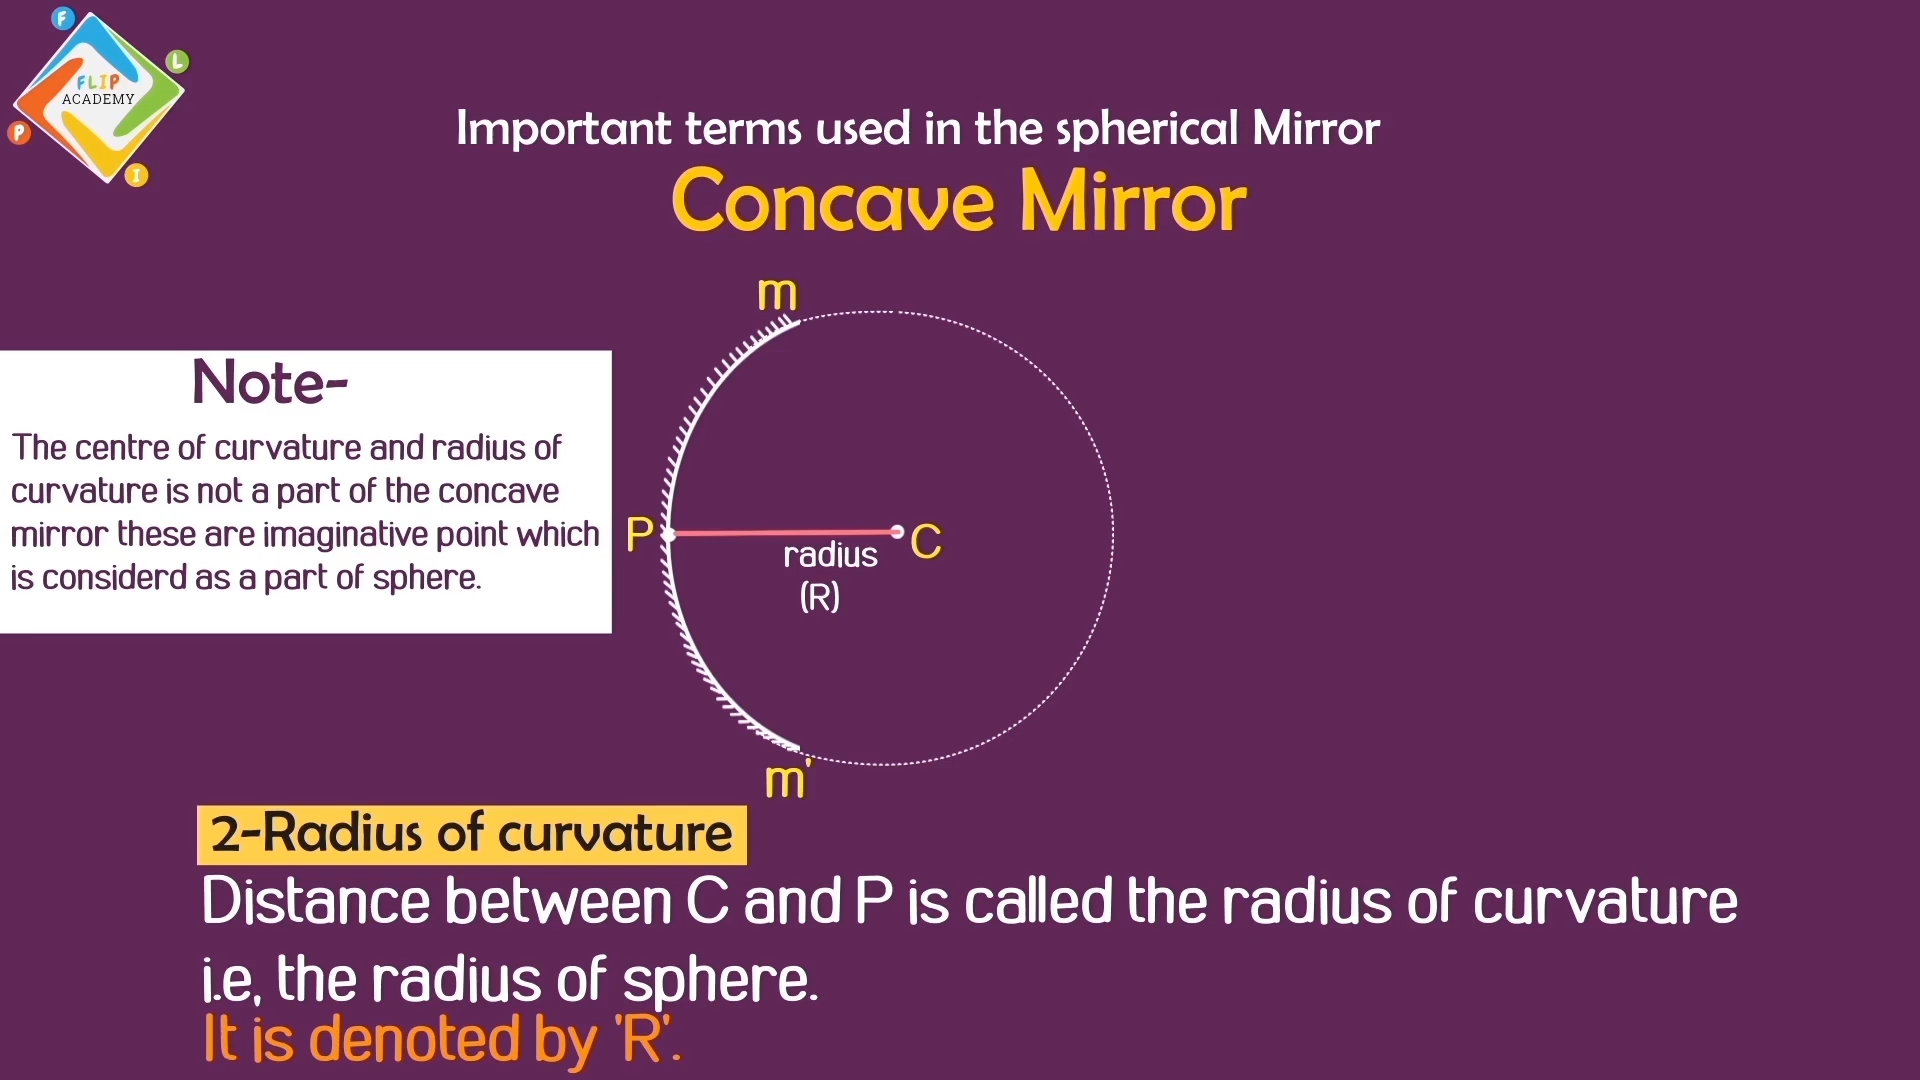 F
L
FLIP
ACADEMY
P
I
Important terms used in the spherical Mirror
Concave Mirror
m
Note-
The centre of curvature and radius of
curvature is not a part of the concave
mirror these are imaginative point which
is considerd as a part of sphere.
P
C
radius
(R)
m'
2-Radius of curvature
Distance between C and P is called the radius of curvature
i.e, the radius of sphere.
It is denoted by 'R'.